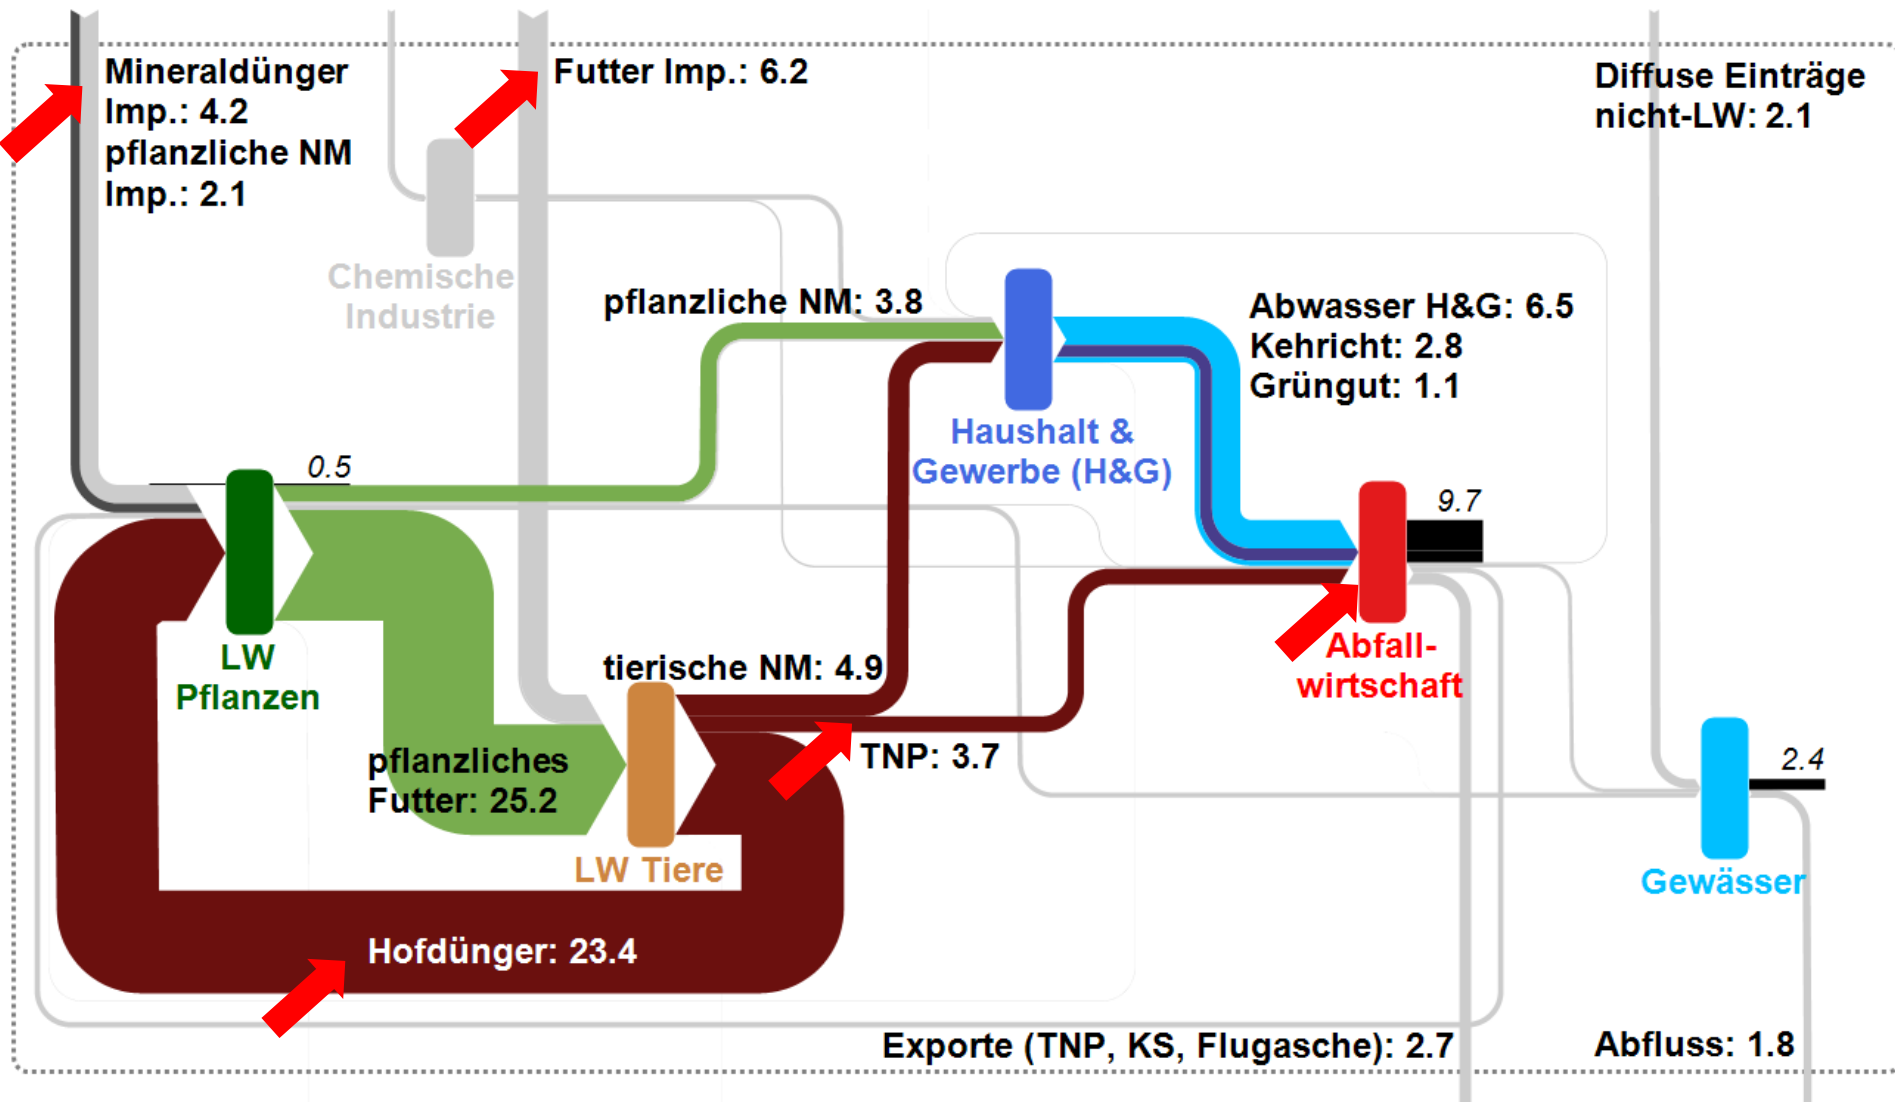 Mineraldünger
Imp.: 4.2
pflanzliche NM
Imp.: 2.1
Futter Imp.: 6.2
Diffuse Einträge
nicht-LW: 2.1
Chemische
Industrie
pflanzliche NM: 3.8
Abwasser H&G: 6.5
Kehricht: 2.8
Grüngut: 1.1
Haushalt &
Gewerbe (H&G)
0.5
9.7
LW
Pflanzen
tierische NM: 4.9
Abfall-
wirtschaft
TNP: 3.7
2.4
pflanzliches
Futter: 25.2
LW Tiere
Gewässer
Hofdünger: 23.4
Exporte (TNP, KS, Flugasche): 2.7
Abfluss: 1.8